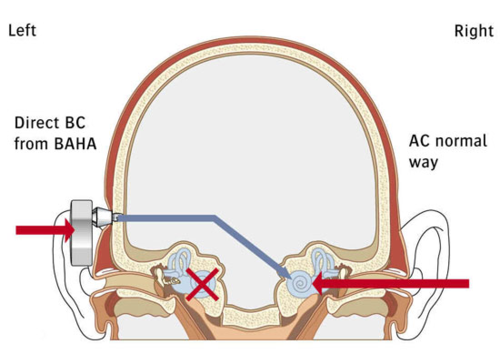 Left
Right
Direct BC
from BAHA
AC normal
way